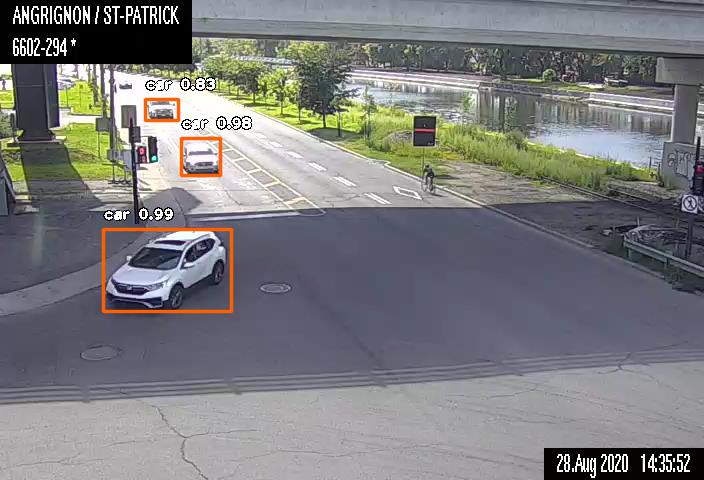 ANGRIGNON / ST-PATRICK
6602-294 *
car 0.83
car 0.98
car 0.99
28.Aug 2020 14:35:52